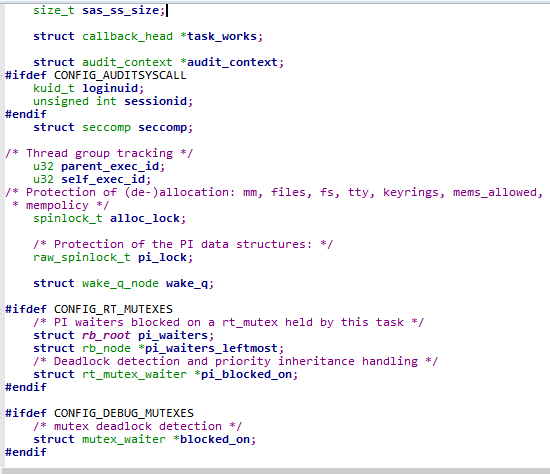 size_t sas_ss_size;
struct callback_head *task_works;
struct audit_context *audit_context;
#ifdef CONFIG_AUDITSYSCALL
kuid_t loginuid;
unsigned int sessionid;
#endif
struct seccomp seccomp;
/* Thread group tracking */
u32 parent_exec_id;
u32 self_exec_id;
/* Protection of (de-)allocation: mm, files, fs, tty, keyrings, mems_allowed,
* mempolicy */
spinlock_t alloc_lock;
/* Protection of the PI data structures: */
raw_spinlock_t pi_lock;
struct wake_q_node wake_q;
#ifdef CONFIG_RT_MUTEXES
/* PI waiters blocked on a rt_mutex held by this task */
struct rb_root pi_waiters;
struct rb_node *pi_waiters_leftmost;
/* Deadlock detection and priority inheritance handling */
struct rt_mutex_waiter *pi_blocked_on;
#endif
#ifdef CONFIG_DEBUG_MUTEXES
/* mutex deadlock detection */
struct mutex_waiter *blocked_on;
#endif